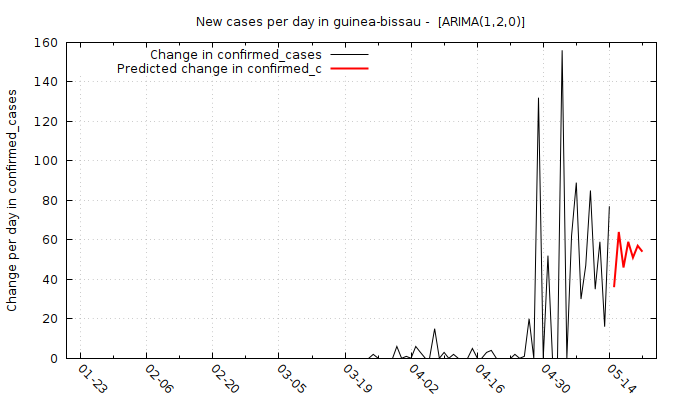 New cases per day in guinea-bissau -  [ARIMA(1,2,0)]
Change in confirmed_cases
Predicted change in confirmed_c
Change per day in confirmed_cases
160
140
120
100
80
60
40
20
0
01-23 02-06 02-20 03-05 03-19 04-02 04-16 04-30 05-14